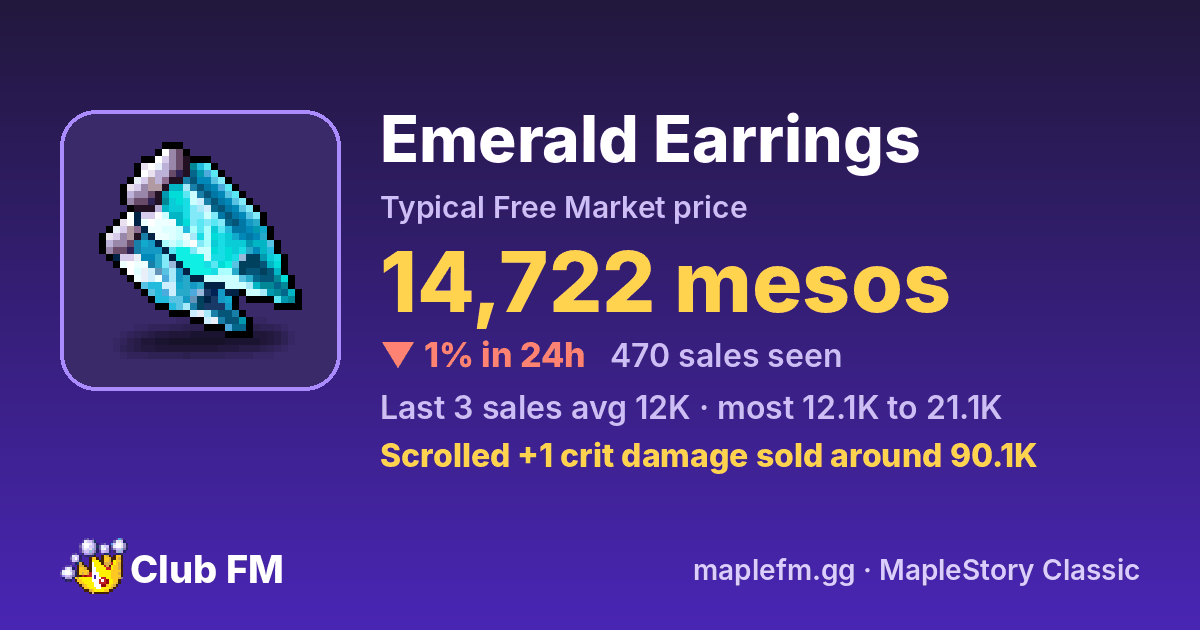 Emerald Earrings
Typical Free Market price
14,722 mesos
▼ 1% in 24h 470 sales seen
Last 3 sales avg 12K · most 12.1K to 21.1K
Scrolled +1 crit damage sold around 90.1K
Club FM
maplefm.gg · MapleStory Classic